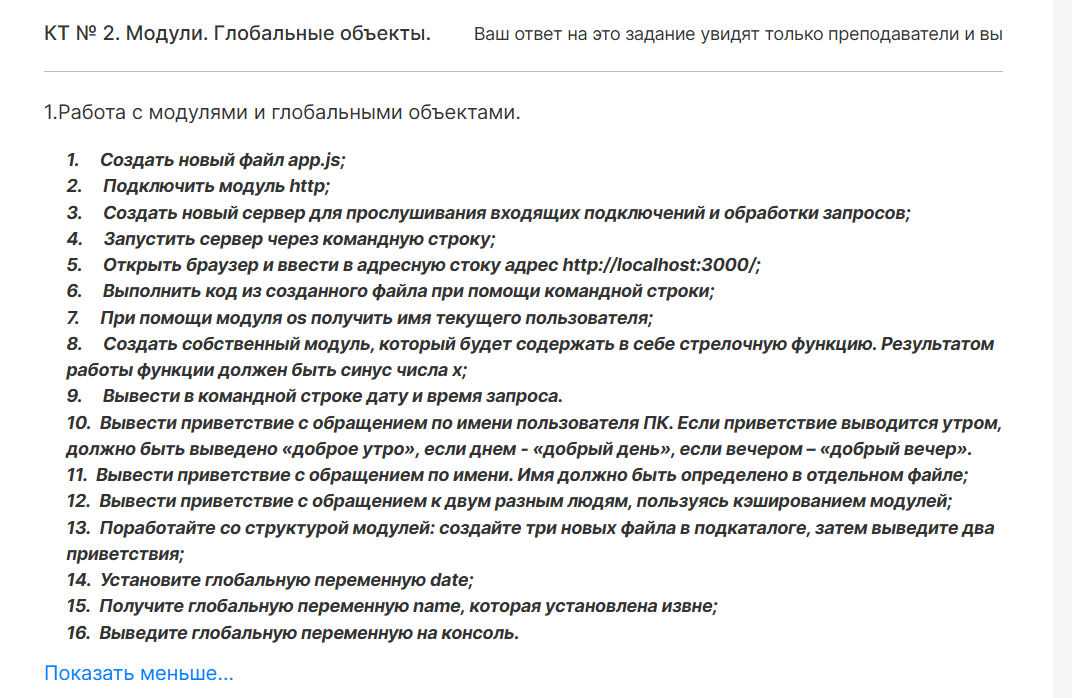 КТ № 2. Модули. Глобальные объекты. Ваш ответ на это задание увидят только преподаватели и вы
1.Работа с модулями и глобальными объектами.
1. Создать новый файл app.js;
2. Подключить модуль http;
3. Создать новый сервер для прослушивания входящих подключений и обработки запросов;
4. Запустить сервер через командную строку;
5. Открыть браузер и ввести в адресную стоку адрес http://localhost:3000/;
6. Выполнить код из созданного файла при помощи командной строки;
7. При помощи модуля os получить имя текущего пользователя;
8. Создать собственный модуль, который будет содержать в себе стрелочную функцию. Результатом
работы функции должен быть синус числа x;
9. Вывести в командной строке дату и время запроса.
10. Вывести приветствие с обращением по имени пользователя ПК. Если приветствие выводится утром,
должно быть выведено «доброе утро», если днем - «добрый день», если вечером – «добрый вечер».
11. Вывести приветствие с обращением по имени. Имя должно быть определено в отдельном файле;
12. Вывести приветствие с обращением к двум разным людям, пользуясь кэшированием модулей;
13. Поработайте со структурой модулей: создайте три новых файла в подкаталоге, затем выведите два
приветствия;
14. Установите глобальную переменную date;
15. Получите глобальную переменную name, которая установлена извне;
16. Выведите глобальную переменную на консоль.
Показать меньше...